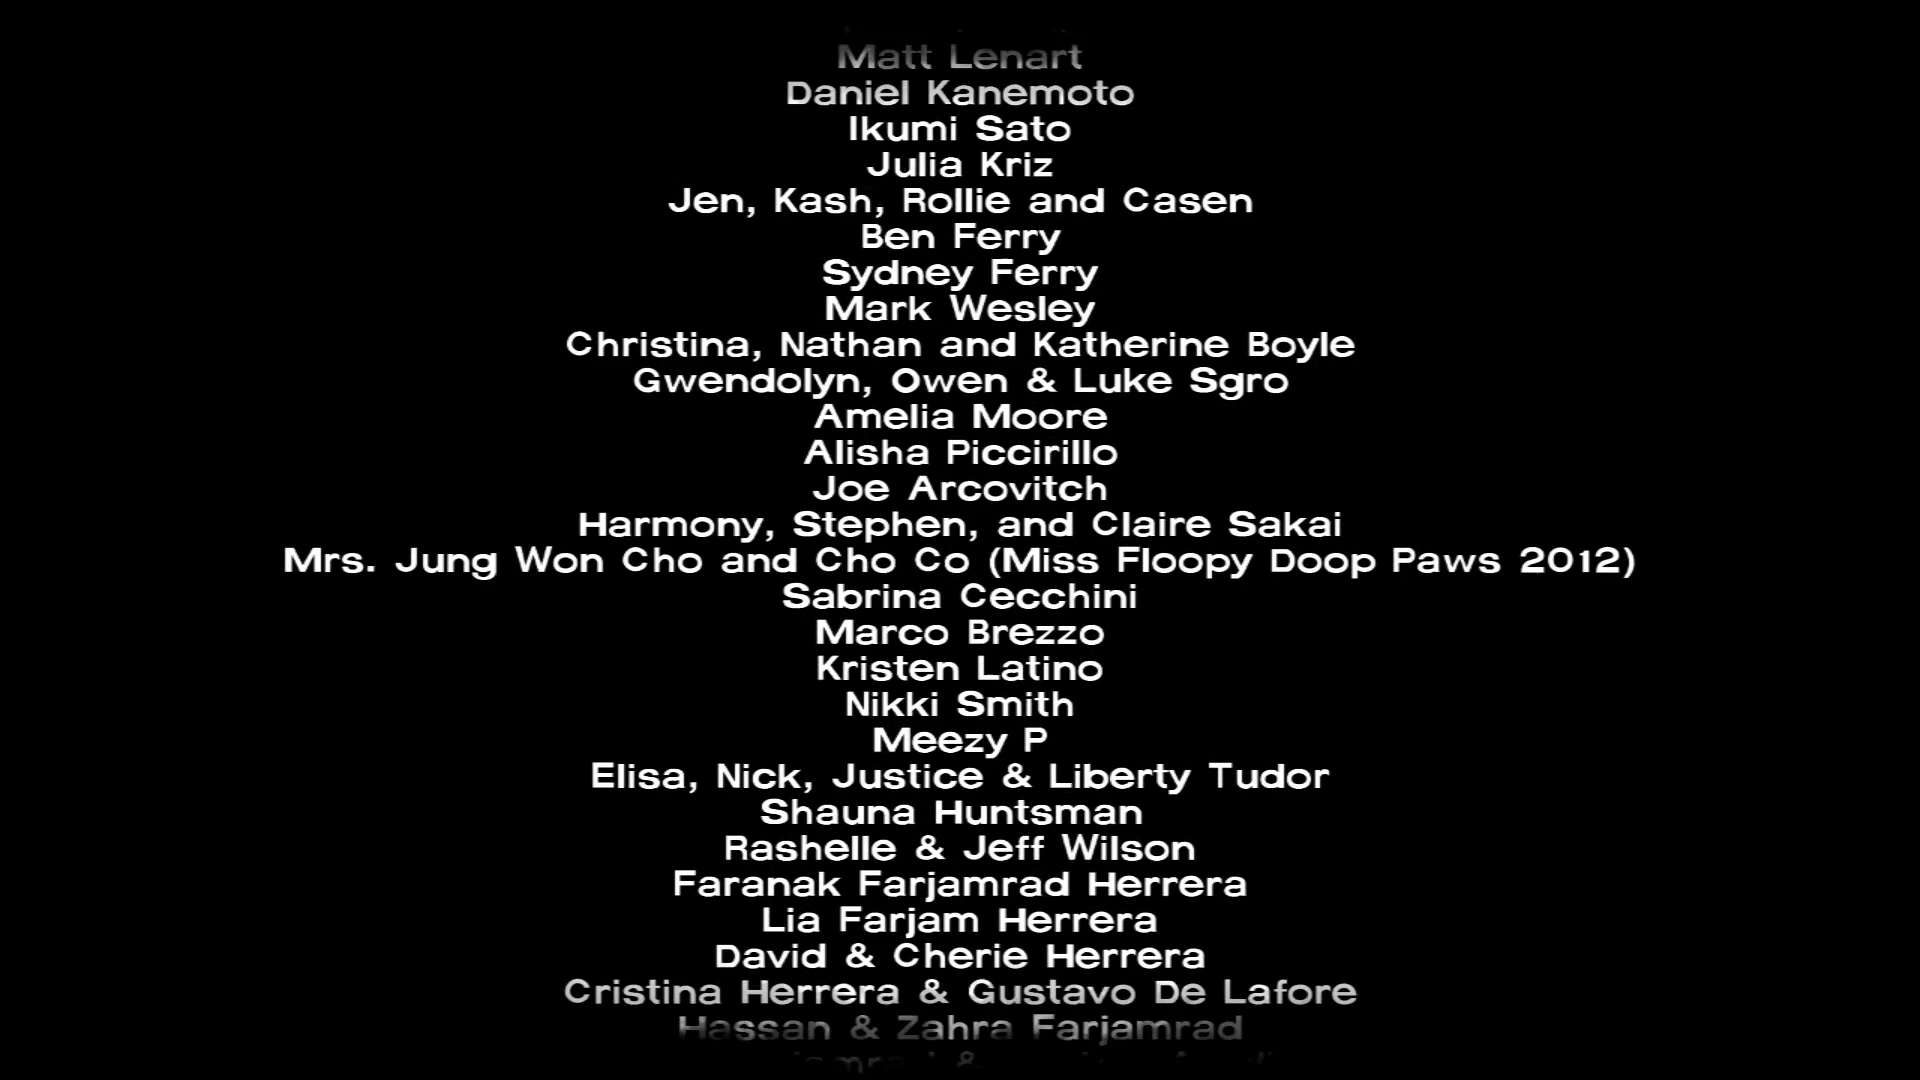 Matt Lenart
Daniel Kanemoto
Ikumi Sato
Julia Kriz
Jen, Kash, Rollie and Casen
Ben Ferry
Sydney Ferry
Mark Wesley
Christina, Nathan and Katherine Boyle
Gwendolyn, Owen & Luke Sgro
Amelia Moore
Alisha Piccirillo
Joe Arcovitch
Harmony, Stephen, and Claire Sakai
Mrs. Jung Won Cho and Cho Co (Miss Floopy Doop Paws 2012)
Sabrina Cecchini
Marco Brezzo
Kristen Latino
Nikki Smith
Meezy P
Elisa, Nick, Justice & Liberty Tudor
Shauna Huntsman
Rashelle & Jeff Wilson
Faranak Farjamrad Herrera
Lia Farjam Herrera
David & Cherie Herrera
Cristina Herrera & Gustavo De Lafore
Hassan & Zahra Farjamrad
&